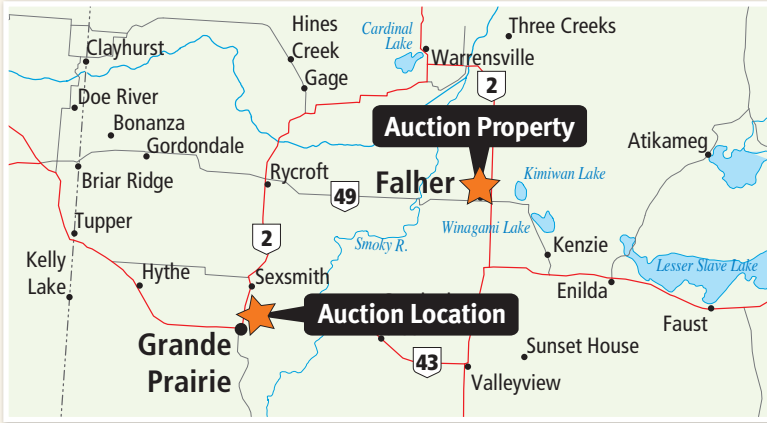 Hines
Creek
Cardinal
Lake
Three Creeks
Clayhurst
Warrensville
Gage
2
Doe River
Bonanza
Auction Property
Gordondale
Atikameg
Briar Ridge
Rycroft
Falher
Kimiwan Lake
49
Tupper
Winagami Lake
2
Smoky R.
Kenzie
Kelly
Lake
Hythe
Sexsmith
Lesser Slave Lake
Enilda
Auction Location
Faust
Grande
Prairie
43
Sunset House
Valleyview